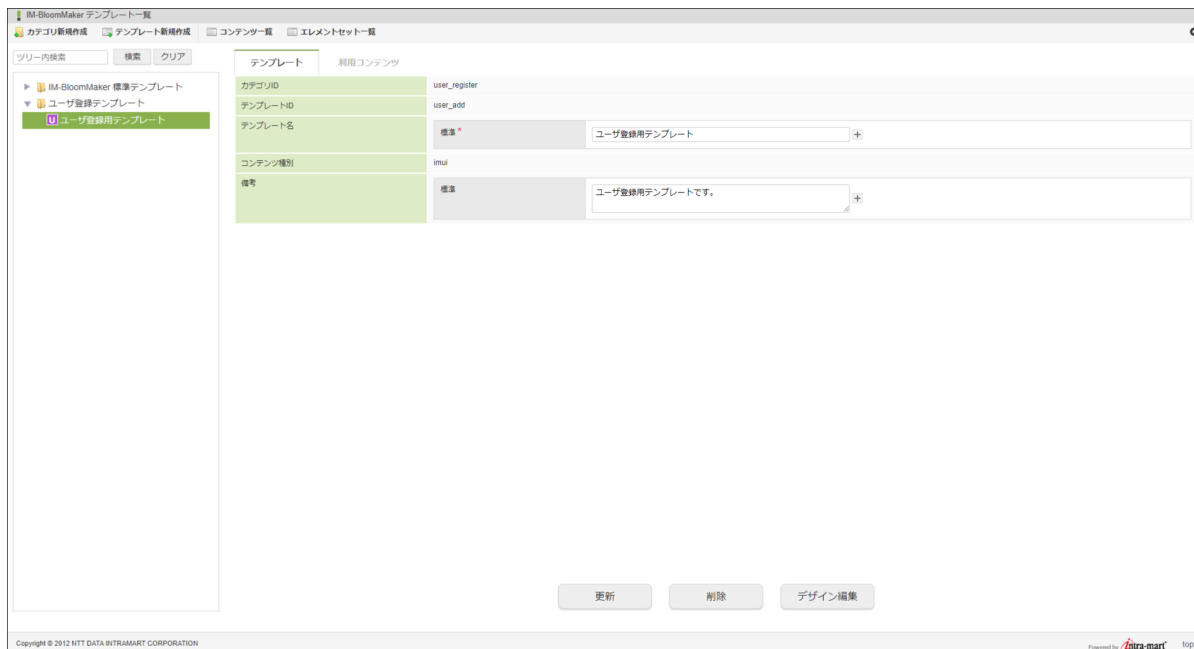 IM-BloomMaker テンプレート一覧
カテゴリ新規作成 テンプレート新規作成 コンテンツ一覧 エレメントセット一覧
ツリー内検索 検索 クリア
IM-BloomMaker 標準テンプレート
ユーザ登録テンプレート
U ユーザ登録用テンプレート
テンプレート 利用コンテンツ
カテゴリID user_register
テンプレートID user_add
テンプレート名 標準 * ユーザ登録用テンプレート +
コンテンツ種別 imui
備考 標準 ユーザ登録用テンプレートです。 +
更新 削除 デザイン編集
Copyright © 2012 NTT DATA INTRAMART CORPORATION Powered by intra-mart top